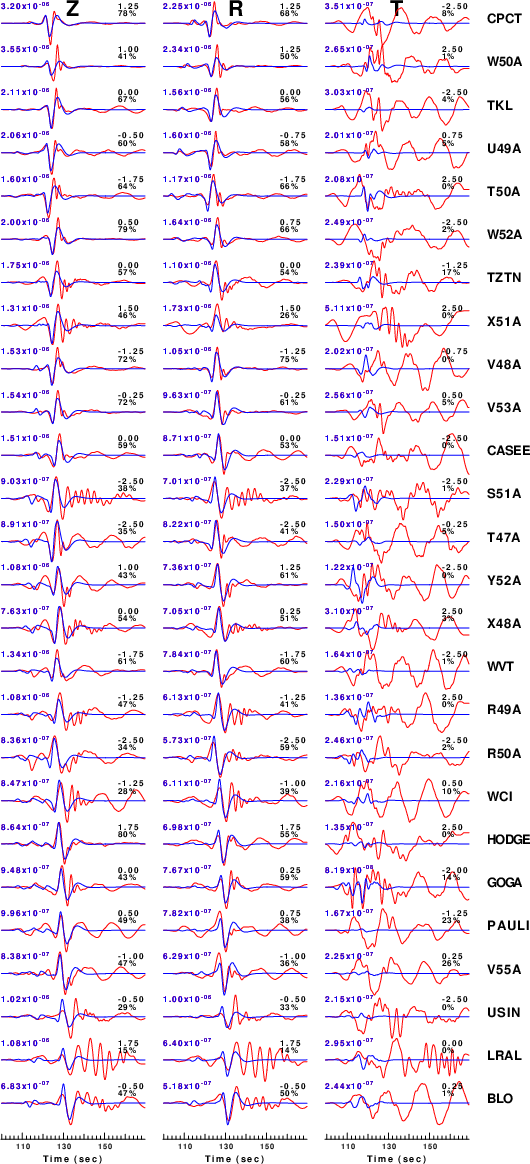 Z R T
3.20x10-06 1.25 78% 2.25x10-06 1.25 68% 3.51x10-07 -2.50 8% CPCT
3.55x10-06 1.00 41% 2.34x10-06 1.25 50% 2.65x10-07 2.50 1% W50A
2.11x10-06 0.00 67% 1.56x10-06 0.00 56% 3.03x10-07 -2.50 4% TKL
2.06x10-06 -0.50 60% 1.60x10-06 -0.75 58% 2.01x10-07 0.75 5% U49A
1.60x10-06 -1.75 64% 1.17x10-06 -1.75 66% 2.08x10-07 2.50 0% T50A
2.00x10-06 0.50 79% 1.64x10-06 0.75 66% 2.49x10-07 -2.50 2% W52A
1.75x10-06 0.00 57% 1.10x10-06 0.00 54% 2.39x10-07 -1.25 17% TZTN
1.31x10-06 1.50 46% 1.73x10-06 1.50 26% 5.11x10-07 2.50 0% X51A
1.53x10-06 -1.25 72% 1.05x10-06 -1.25 75% 2.02x10-07 -0.75 0% V48A
1.54x10-06 -0.25 72% 9.63x10-07 -0.25 61% 2.56x10-07 0.50 5% V53A
1.51x10-06 0.00 59% 8.71x10-07 0.00 53% 1.51x10-07 -2.50 0% CASEE
9.03x10-07 -2.50 38% 7.01x10-07 -2.50 37% 2.29x10-07 -2.50 1% S51A
8.91x10-07 -2.50 35% 8.22x10-07 -2.50 41% 1.50x10-07 -0.25 5% T47A
1.08x10-06 1.00 43% 7.36x10-07 1.25 61% 1.22x10-07 -2.50 0% Y52A
7.63x10-07 0.00 54% 7.05x10-07 0.25 51% 3.10x10-07 2.50 3% X48A
1.34x10-06 -1.75 61% 7.84x10-07 -1.75 60% 1.64x10-07 -2.50 1% WVT
1.08x10-06 -1.25 47% 6.13x10-07 -1.25 41% 1.36x10-07 2.50 0% R49A
8.36x10-07 -2.50 34% 5.73x10-07 -2.50 59% 2.46x10-07 -2.50 2% R50A
8.47x10-07 -1.25 28% 6.11x10-07 -1.00 39% 2.16x10-07 0.50 10% WCI
8.64x10-07 1.75 80% 6.98x10-07 1.75 55% 1.35x10-07 2.50 0% HODGE
9.48x10-07 0.00 43% 7.67x10-07 0.25 59% 8.19x10-08 -2.00 14% GOGA
9.96x10-07 0.50 49% 7.82x10-07 0.75 38% 1.67x10-07 -1.25 23% PAULI
8.38x10-07 -1.00 47% 6.29x10-07 -1.00 36% 2.25x10-07 0.25 26% V55A
1.02x10-06 -0.50 29% 1.00x10-06 -0.50 33% 2.15x10-07 -2.50 0% USIN
1.08x10-06 1.75 15% 6.40x10-07 1.75 14% 2.95x10-07 0.00 0% LRAL
6.83x10-07 -0.50 47% 5.18x10-07 -0.50 50% 2.44x10-07 0.25 1% BLO
110 130 150 110 130 150 110 130 150
Time (sec) Time (sec) Time (sec)